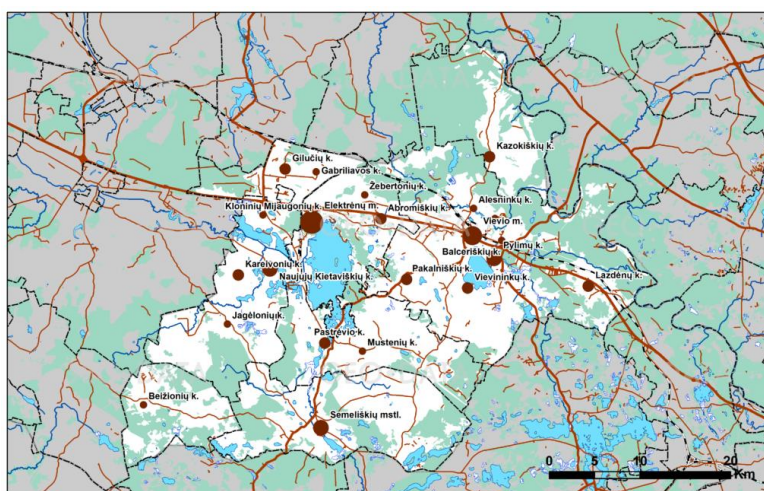 Kazokiškių k.
Gilučių k.
Gabriliavos k.
Žebertonių k.
Alesninkų k.
Kloninių Mijaugonių k.
Elektrėnų m.
Abromiškių k.
Vievio m.
Balceriškių k.
Pylimų k.
Kareivonių k.
Naujųjų Kietaviškių k.
Pakalniškių k.
Vievininkų k.
Lazdėnų k.
Jagėlonių k.
Pastrėvio k.
Mustenių k.
Beižionių k.
Semeliškių mstl.
0 5 10 20
Km